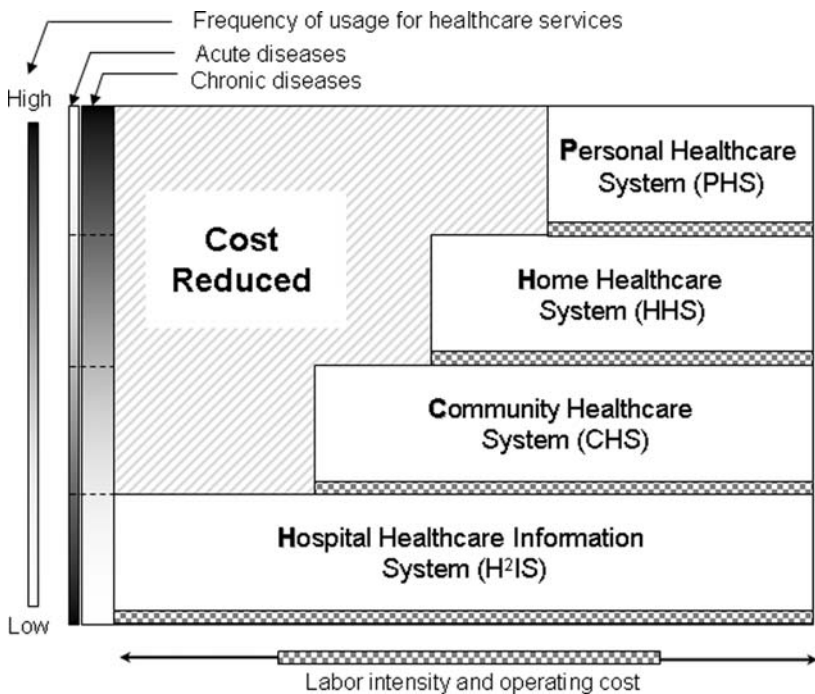 Frequency of usage for healthcare services
Acute diseases
Chronic diseases
High
Personal Healthcare
System (PHS)
Cost
Reduced
Home Healthcare
System (HHS)
Community Healthcare
System (CHS)
Hospital Healthcare Information
System (H²IS)
Low
Labor intensity and operating cost